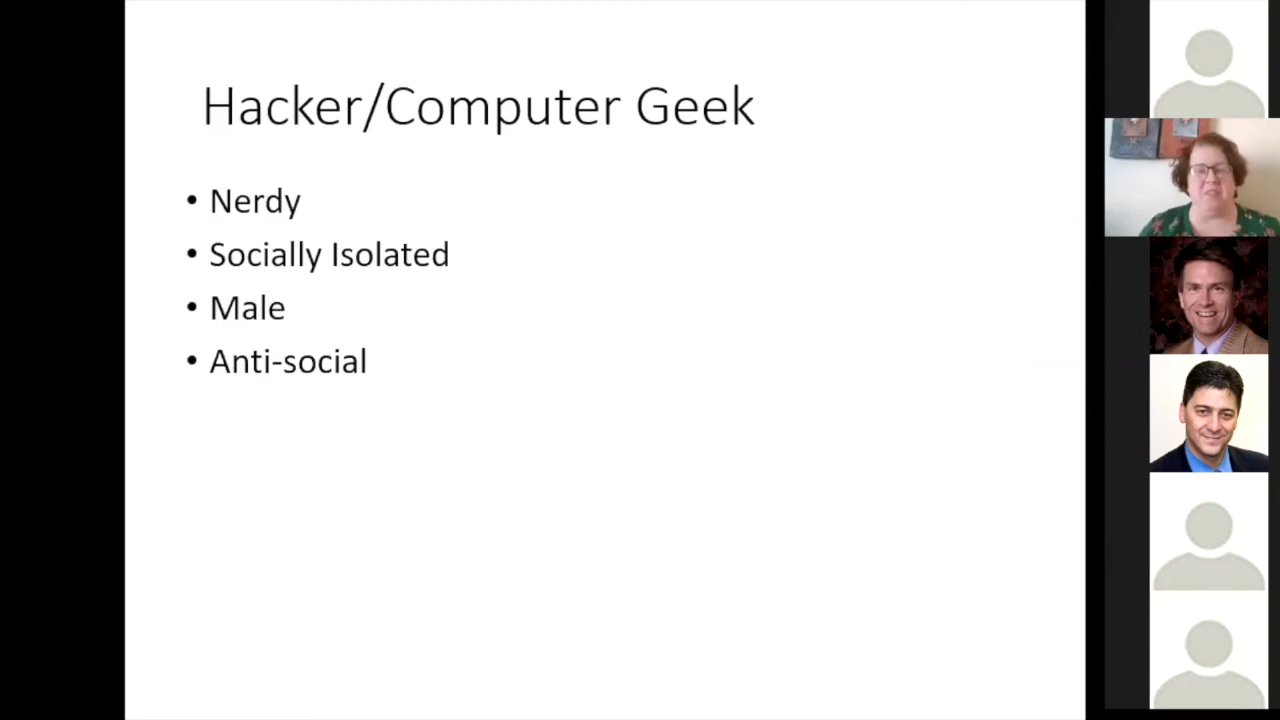 Hacker/Computer Geek
• Nerdy
• Socially Isolated
• Male
• Anti-social